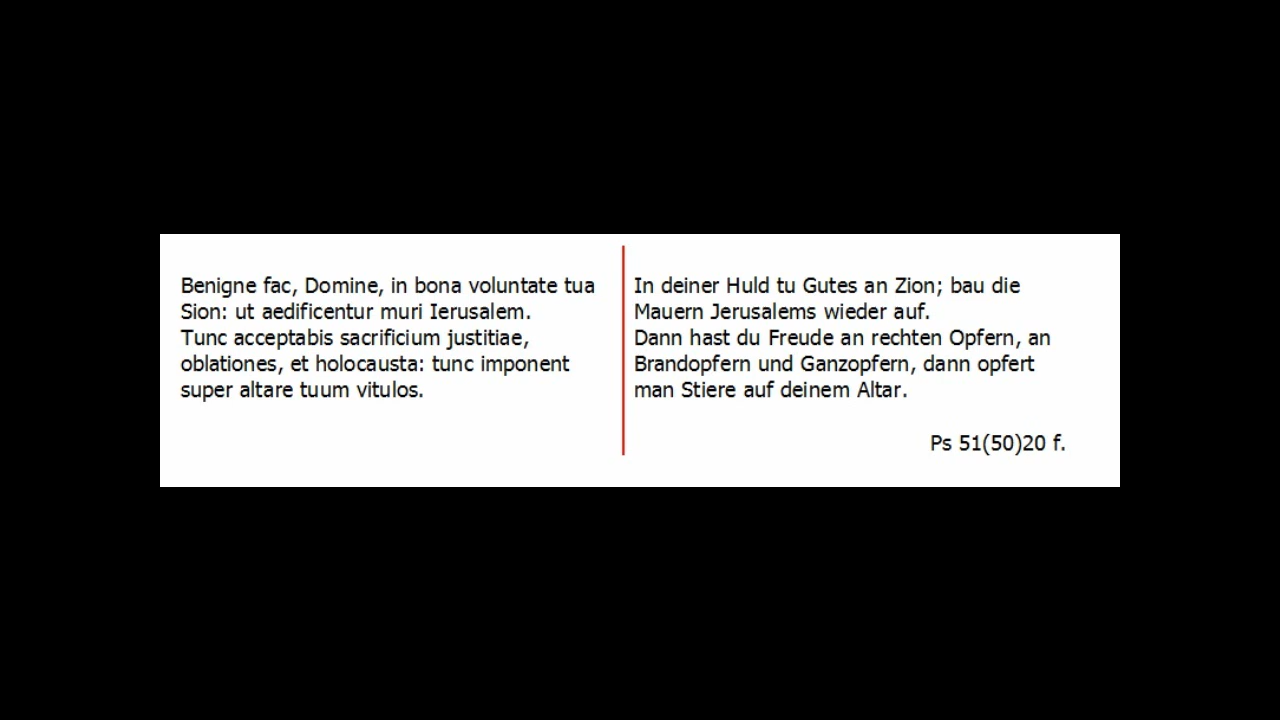 Benigne fac, Domine, in bona voluntate tua
Sion: ut aedificentur muri Ierusalem.
Tunc acceptabis sacrificium justitiae,
oblationes, et holocausta: tunc imponent
super altare tuum vitulos.
In deiner Huld tu Gutes an Zion; bau die
Mauern Jerusalems wieder auf.
Dann hast du Freude an rechten Opfern, an
Brandopfern und Ganzopfern, dann opfert
man Stiere auf deinem Altar.
Ps 51(50)20 f.